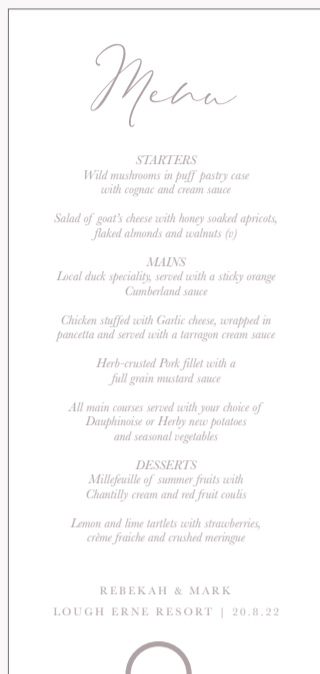 Menu
STARTERS
Wild mushrooms in puff pastry case
with cognac and cream sauce
Salad of goat's cheese with honey soaked apricots,
flaked almonds and walnuts (v)
MAINS
Local duck speciality, served with a sticky orange
Cumberland sauce
Chicken stuffed with Garlic cheese, wrapped in
pancetta and served with a tarragon cream sauce
Herb-crusted Pork fillet with a
full grain mustard sauce
All main courses served with your choice of
Dauphinoise or Herby new potatoes
and seasonal vegetables
DESSERTS
Millefeuille of summer fruits with
Chantilly cream and red fruit coulis
Lemon and lime tartlets with strawberries,
crème fraiche and crushed meringue
REBEKAH & MARK
LOUGH ERNE RESORT | 20.8.22